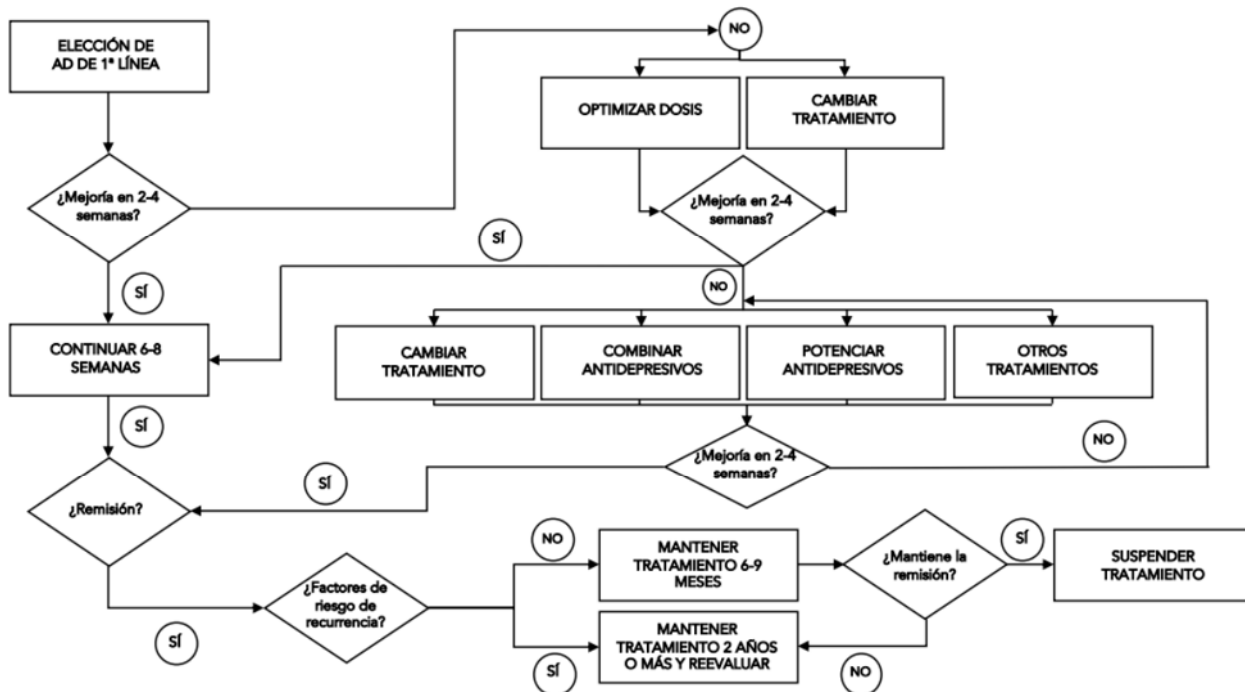 ELECCIÓN DE
AD DE 1ª LÍNEA
NO
OPTIMIZAR DOSIS
CAMBIAR
TRATAMIENTO
¿Mejoría en 2-4
semanas?
¿Mejoría en 2-4
semanas?
SÍ
SÍ
NO
CONTINUAR 6-8
SEMANAS
CAMBIAR
TRATAMIENTO
COMBINAR
ANTIDEPRESIVOS
POTENCIAR
ANTIDEPRESIVOS
OTROS
TRATAMIENTOS
SÍ
¿Mejoría en 2-4
semanas?
NO
SÍ
¿Remisión?
NO
MANTENER
TRATAMIENTO 6-9
MESES
¿Mantiene la
remisión?
SÍ
SUSPENDER
TRATAMIENTO
¿Factores de
riesgo de
recurrencia?
SÍ
SÍ
MANTENER
TRATAMIENTO 2 AÑOS
O MÁS Y REEVALUAR
NO